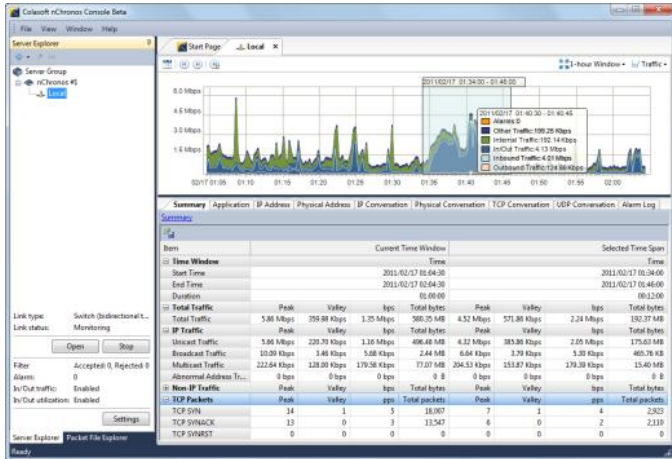 Colasoft nChronos Console Beta
File View Window Help
Server Explorer
Server Group
nChronos #1
Local
Link type: Switch (bidirectional t...
Link status: Monitoring
Open Stop
Filter Accepted: 0, Rejected: 0
Alarm: 0
In/Out traffic: Enabled
In/Out utilization: Enabled
Settings
Server Explorer Packet File Explorer
Ready
Start Page Local
1-hour Window Traffic
2011/02/17 01:34:00 - 01:46:00
6.0 Mbps
4.5 Mbps
3.0 Mbps
1.5 Mbps
2011/02/17 01:40:30 - 01:40:45
Alarms:0
Other Traffic:199.25 Kbps
Internal Traffic:192.14 Kbps
In/Out Traffic:4.13 Mbps
Inbound Traffic:4.01 Mbps
Outbound Traffic:124.88 Kbps
02/17 01:05 01:10 01:15 01:20 01:25 01:30 01:35 01:40 01:45 01:50 01:55 02:00
Summary Application IP Address Physical Address IP Conversation Physical Conversation TCP Conversation UDP Conversation Alarm Log
Summary
Item Current Time Window Selected Time Span
Time Window Time Time
Start Time 2011/02/17 01:04:30 2011/02/17 01:34:00
End Time 2011/02/17 02:04:30 2011/02/17 01:46:00
Duration 01:00:00 00:12:00
Total Traffic Peak Valley bps Total bytes Peak Valley bps Total bytes
Total Traffic 5.86 Mbps 359.98 Kbps 1.35 Mbps 580.35 MB 4.52 Mbps 571.86 Kbps 2.24 Mbps 192.37 MB
IP Traffic Peak Valley bps Total bytes Peak Valley bps Total bytes
Unicast Traffic 5.86 Mbps 220.70 Kbps 1.16 Mbps 496.48 MB 4.32 Mbps 385.86 Kbps 2.05 Mbps 175.63 MB
Broadcast Traffic 10.09 Kbps 3.46 Kbps 5.68 Kbps 2.44 MB 6.64 Kbps 3.79 Kbps 5.30 Kbps 465.76 KB
Multicast Traffic 222.64 Kbps 128.00 Kbps 179.58 Kbps 77.07 MB 204.53 Kbps 153.87 Kbps 179.39 Kbps 15.40 MB
Abnormal Address Tr... 0 bps 0 bps 0 bps 0 B 0 bps 0 bps 0 bps 0 B
Non-IP Traffic Peak Valley bps Total bytes Peak Valley bps Total bytes
TCP Packets Peak Valley pps Total packets Peak Valley pps Total packets
TCP SYN 14 1 5 18,007 7 1 4 2,923
TCP SYNACK 13 0 3 13,547 6 0 2 2,110
TCP SYNRST 0 0 0 0 0 0 0 0